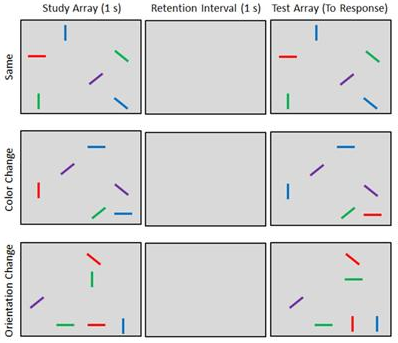 Study Array (1 s)
Retention Interval (1 s)
Test Array (To Response)
Same
Color Change
Orientation Change